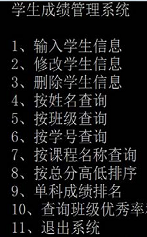 学生成绩管理系统
1、输入学生信息
2、修改学生信息
3、删除学生信息
4、按姓名查询
5、按班级查询
6、按学号查询
7、按课程名称查询
8、按总分高低排序
9、单科成绩排名
10、查询班级优秀率
11、退出系统